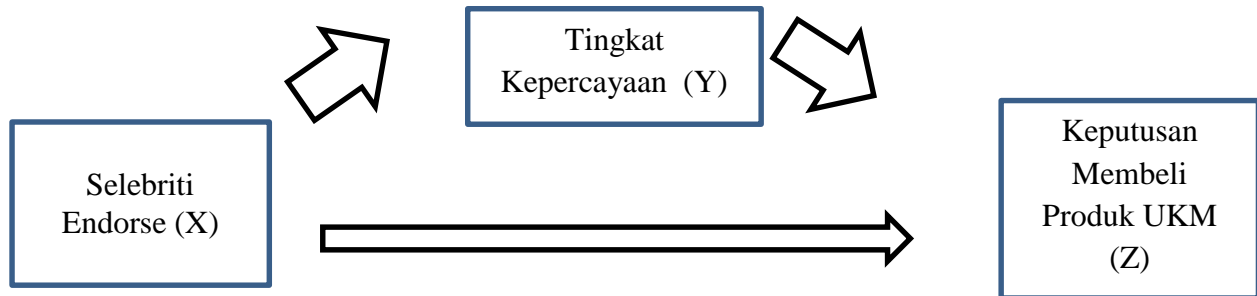 Tingkat
Kepercayaan (Y)
Selebriti
Endorse (X)
Keputusan
Membeli
Produk UKM
(Z)